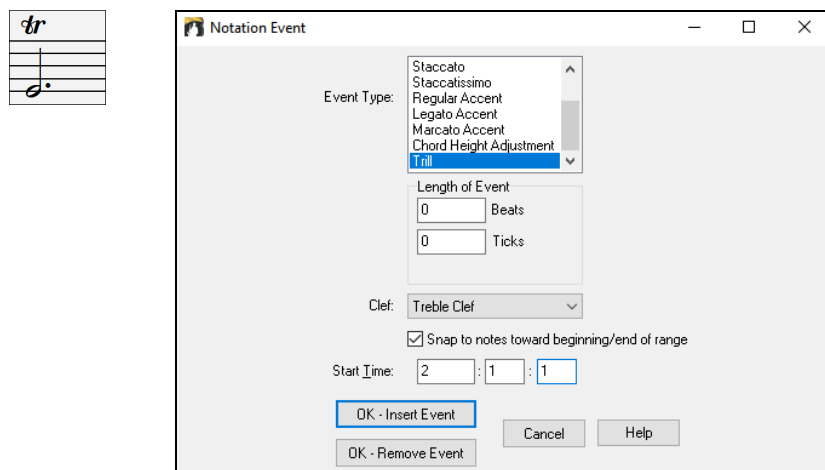 tr
Notation Event
Event Type:
Staccato
Staccatissimo
Regular Accent
Legato Accent
Marcato Accent
Chord Height Adjustment
Trill
Length of Event
0 Beats
0 Ticks
Clef: Treble Clef
Snap to notes toward beginning/end of range
Start Time: 2 : 1 : 1
OK - Insert Event
Cancel Help
OK - Remove Event